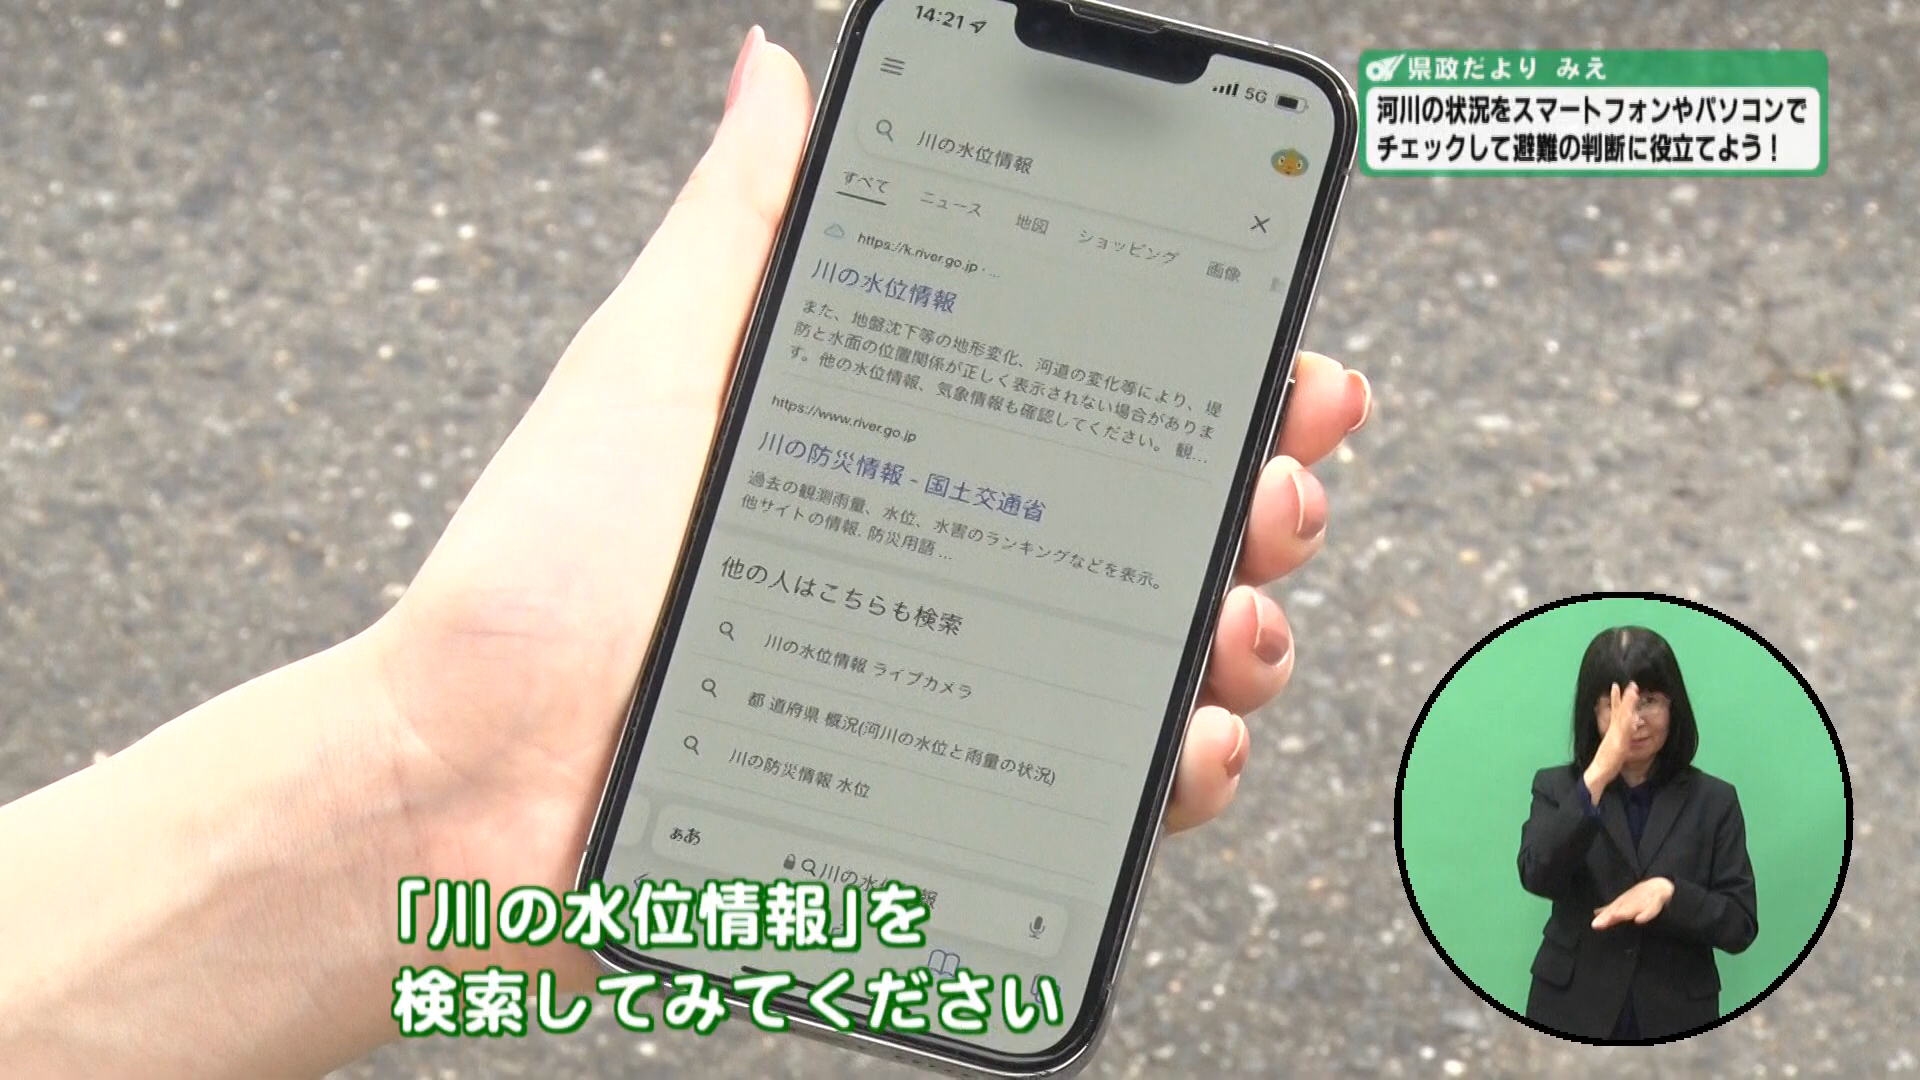 14:21
5G
県政だより みえ
河川の状況をスマートフォンやパソコンで
チェックして避難の判断に役立てよう!
川の水位情報
すべて ニュース 地図 ショッピング 画像
https://k.river.go.jp › ...
川の水位情報
また、地盤沈下等の地形変化、河道の変化等により、堤
防と水面の位置関係が正しく表示されない場合がありま
す。他の水位情報、気象情報も確認してください。 観...
https://www.river.go.jp
川の防災情報 - 国土交通省
過去の観測雨量、水位、水害のランキングなどを表示。
他サイトの情報. 防災用語 ...
他の人はこちらも検索
川の水位情報 ライブカメラ
都 道府県 概況(河川の水位と雨量の状況)
川の防災情報 水位
ぁあ
川の水 報
「川の水位情報」を
検索してみてください